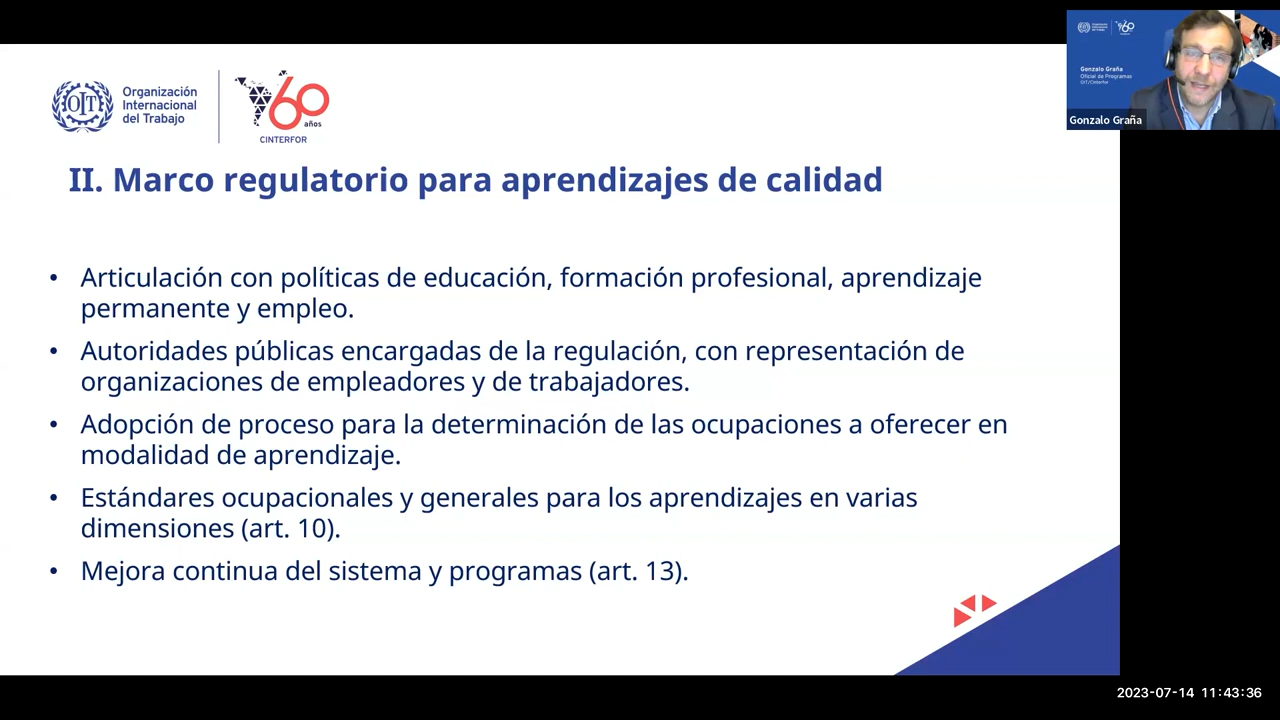 Organización
Internacional
del Trabajo
60
años
CINTERFOR
Gonzalo Graña
Oficial de Programas
OIT/Cinterfor
Gonzalo Graña
II. Marco regulatorio para aprendizajes de calidad
• Articulación con políticas de educación, formación profesional, aprendizaje
permanente y empleo.
• Autoridades públicas encargadas de la regulación, con representación de
organizaciones de empleadores y de trabajadores.
• Adopción de proceso para la determinación de las ocupaciones a oferecer en
modalidad de aprendizaje.
• Estándares ocupacionales y generales para los aprendizajes en varias
dimensiones (art. 10).
• Mejora continua del sistema y programas (art. 13).
2023-07-14 11:43:36